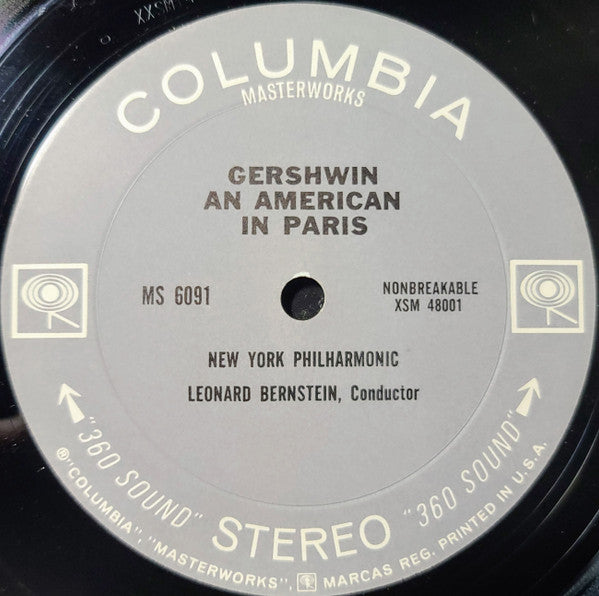 COLUMBIA
MASTERWORKS
GERSHWIN
AN AMERICAN
IN PARIS
MS 6091
NONBREAKABLE
XSM 48001
NEW YORK PHILHARMONIC
LEONARD BERNSTEIN, Conductor
"360 SOUND" STEREO "360 SOUND"
® "COLUMBIA", "MASTERWORKS", MARCAS REG. PRINTED IN U.S.A.